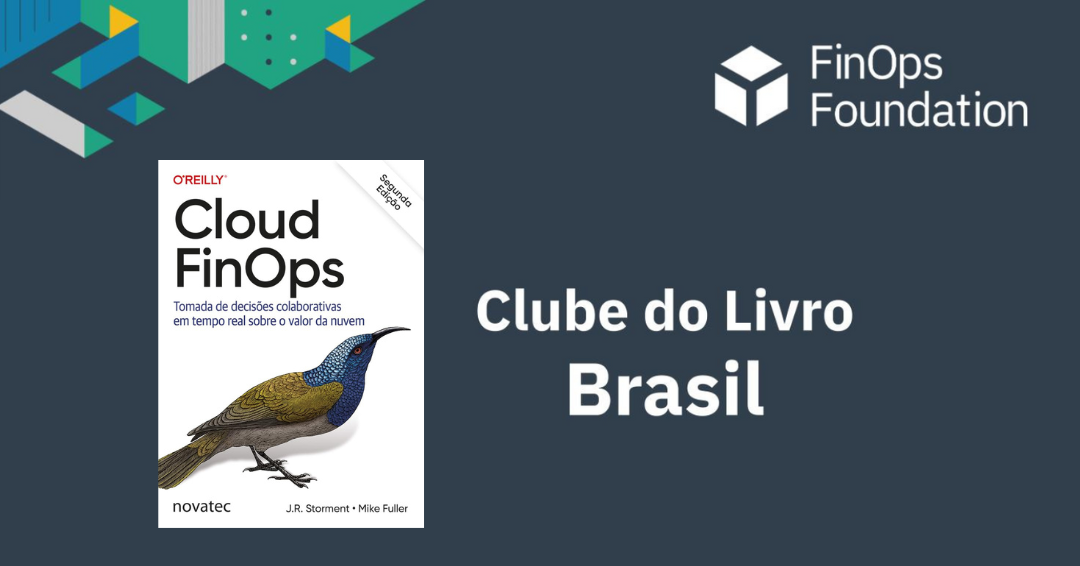 FinOps
Foundation
O'REILLY®
Segunda
Edição
Cloud
FinOps
Tomada de decisões colaborativas
em tempo real sobre o valor da nuvem
Clube do Livro
Brasil
novatec
J.R. Storment • Mike Fuller